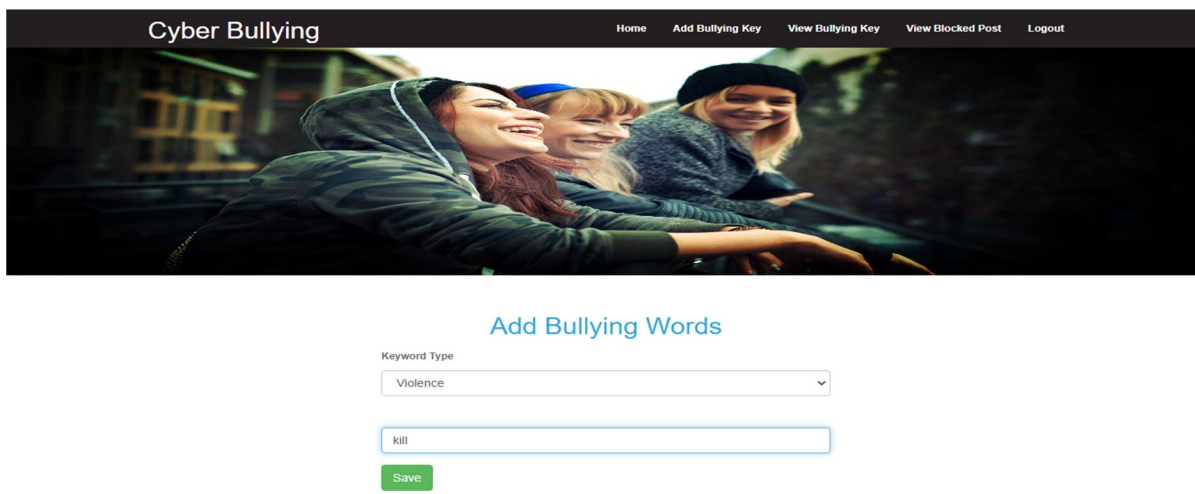 Cyber Bullying Home Add Bullying Key View Bullying Key View Blocked Post Logout
Add Bullying Words
Keyword Type
Violence
kill
Save